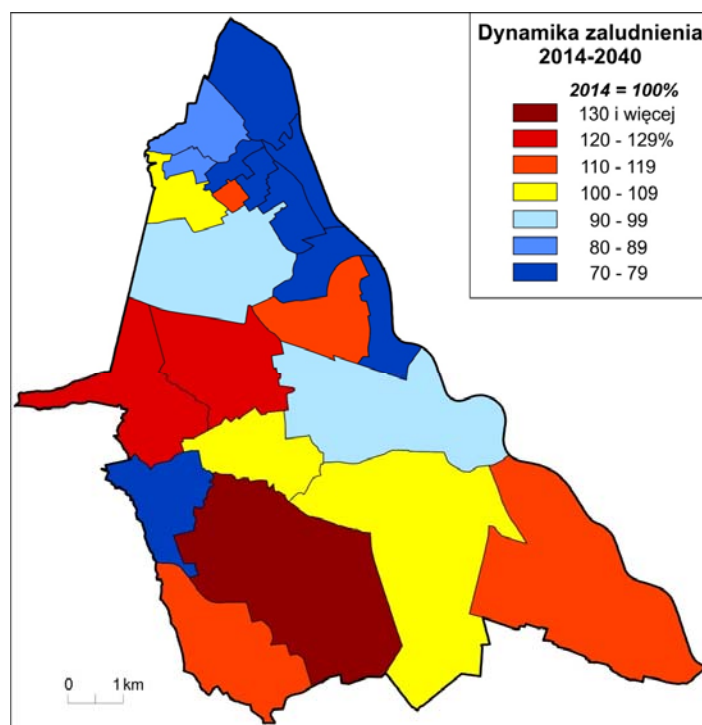 Dynamika zaludnienia
2014-2040
2014 = 100%
130 i więcej
120 - 129%
110 - 119
100 - 109
90 - 99
80 - 89
70 - 79
0 1 km